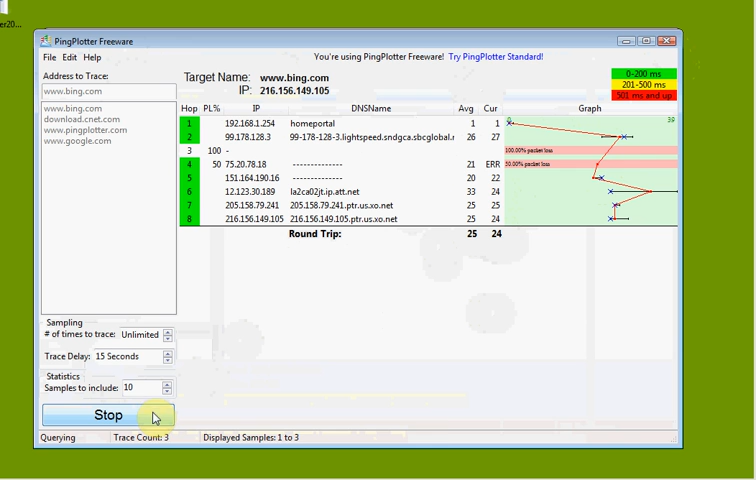 er20...
PingPlotter Freeware
File Edit Help
You're using PingPlotter Freeware! Try PingPlotter Standard!
Address to Trace:
www.bing.com
www.bing.com
download.cnet.com
www.pingplotter.com
www.google.com
Target Name: www.bing.com
IP: 216.156.149.105
0-200 ms
201-500 ms
501 ms and up
Hop PL% IP DNSName Avg Cur Graph
0 39
1 192.168.1.254 homeportal 1 1
2 99.178.128.3 99-178-128-3.lightspeed.sndgca.sbcglobal.r 26 27
3 100 - 100.00% packet loss
4 50 75.20.78.18 -------------- 21 ERR 50.00% packet loss
5 151.164.190.16 -------------- 20 22
6 12.123.30.189 la2ca02jt.ip.att.net 33 24
7 205.158.79.241 205.158.79.241.ptr.us.xo.net 25 25
8 216.156.149.105 216.156.149.105.ptr.us.xo.net 25 24
Round Trip: 25 24
Sampling
# of times to trace: Unlimited
Trace Delay: 15 Seconds
Statistics
Samples to include: 10
Stop
Querying Trace Count: 3 Displayed Samples: 1 to 3